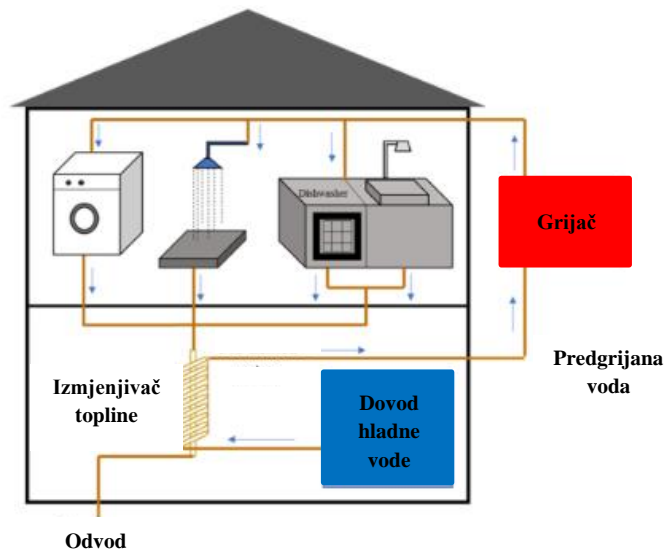 Dishwasher
Grijač
Izmjenjivač
topline
Dovod
hladne
vode
Predgrijana
voda
Odvod